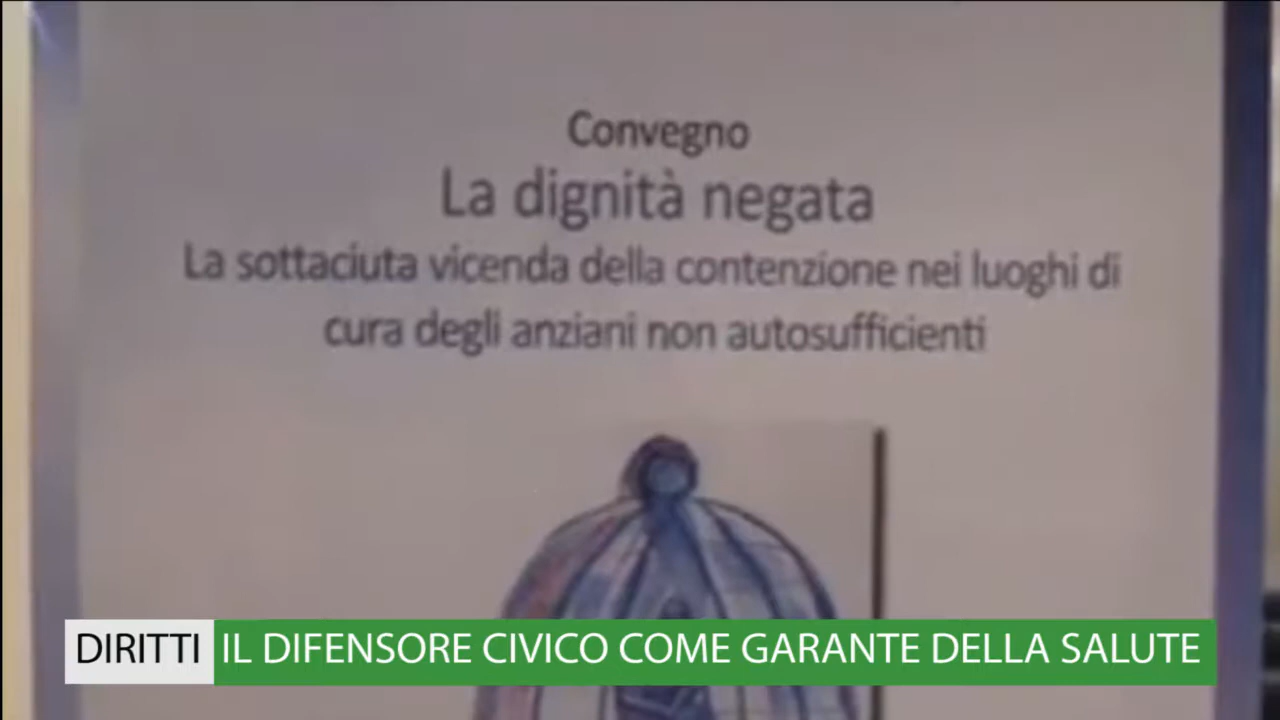 Convegno
La dignità negata
La sottaciuta vicenda della contenzione nei luoghi di
cura degli anziani non autosufficienti
DIRITTI IL DIFENSORE CIVICO COME GARANTE DELLA SALUTE